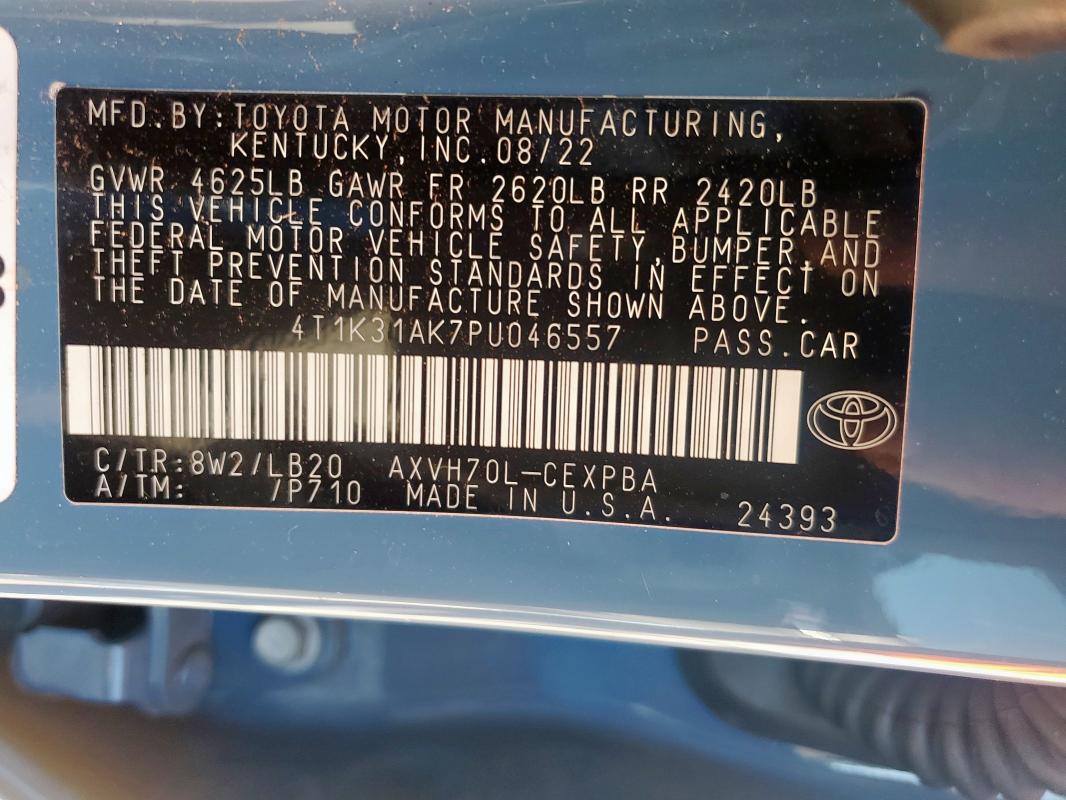 MFD.BY:TOYOTA MOTOR MANUFACTURING,
KENTUCKY,INC.08/22
GVWR 4625LB GAWR FR 2620LB RR 2420LB
THIS VEHICLE CONFORMS TO ALL APPLICABLE
FEDERAL MOTOR VEHICLE SAFETY,BUMPER,AND
THEFT PREVENTION STANDARDS IN EFFECT ON
THE DATE OF MANUFACTURE SHOWN ABOVE.
4T1K31AK7PU046557 PASS.CAR
C/TR:8W2/LB20 AXVH70L-CEXPBA
A/TM: /P710 MADE IN U.S.A. 24393